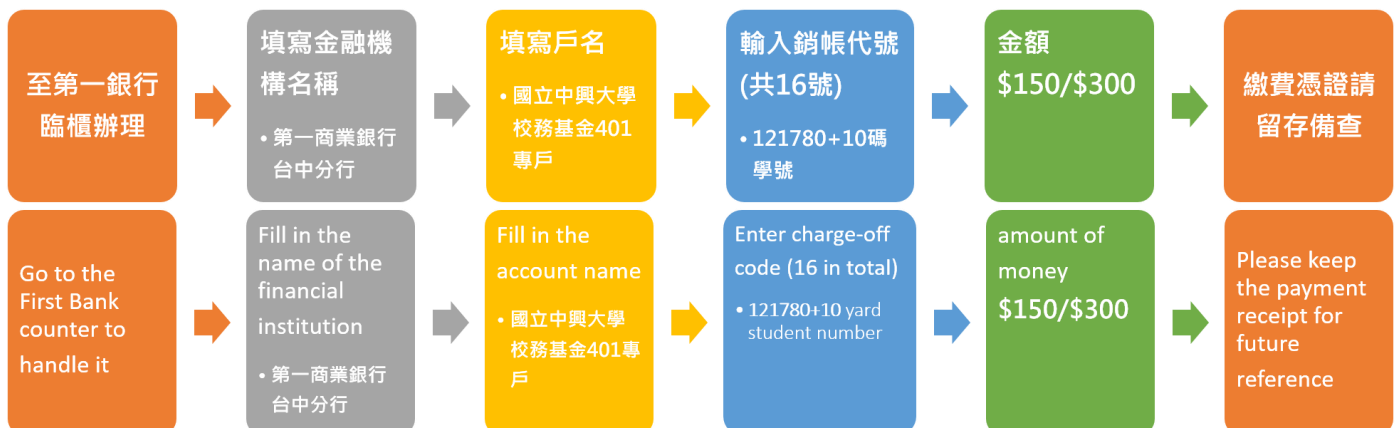 至第一銀行
臨櫃辦理
填寫金融機
構名稱
• 第一商業銀行
台中分行
填寫戶名
• 國立中興大學
校務基金401
專戶
輸入銷帳代號
(共16號)
• 121780+10碼
學號
金額
$150/$300
繳費憑證請
留存備查
Go to the
First Bank
counter to
handle it
Fill in the
name of the
financial
institution
• 第一商業銀行
台中分行
Fill in the
account name
• 國立中興大學
校務基金401專
戶
Enter charge-off
code (16 in total)
• 121780+10 yard
student number
amount of
money
$150/$300
Please keep
the payment
receipt for
future
reference